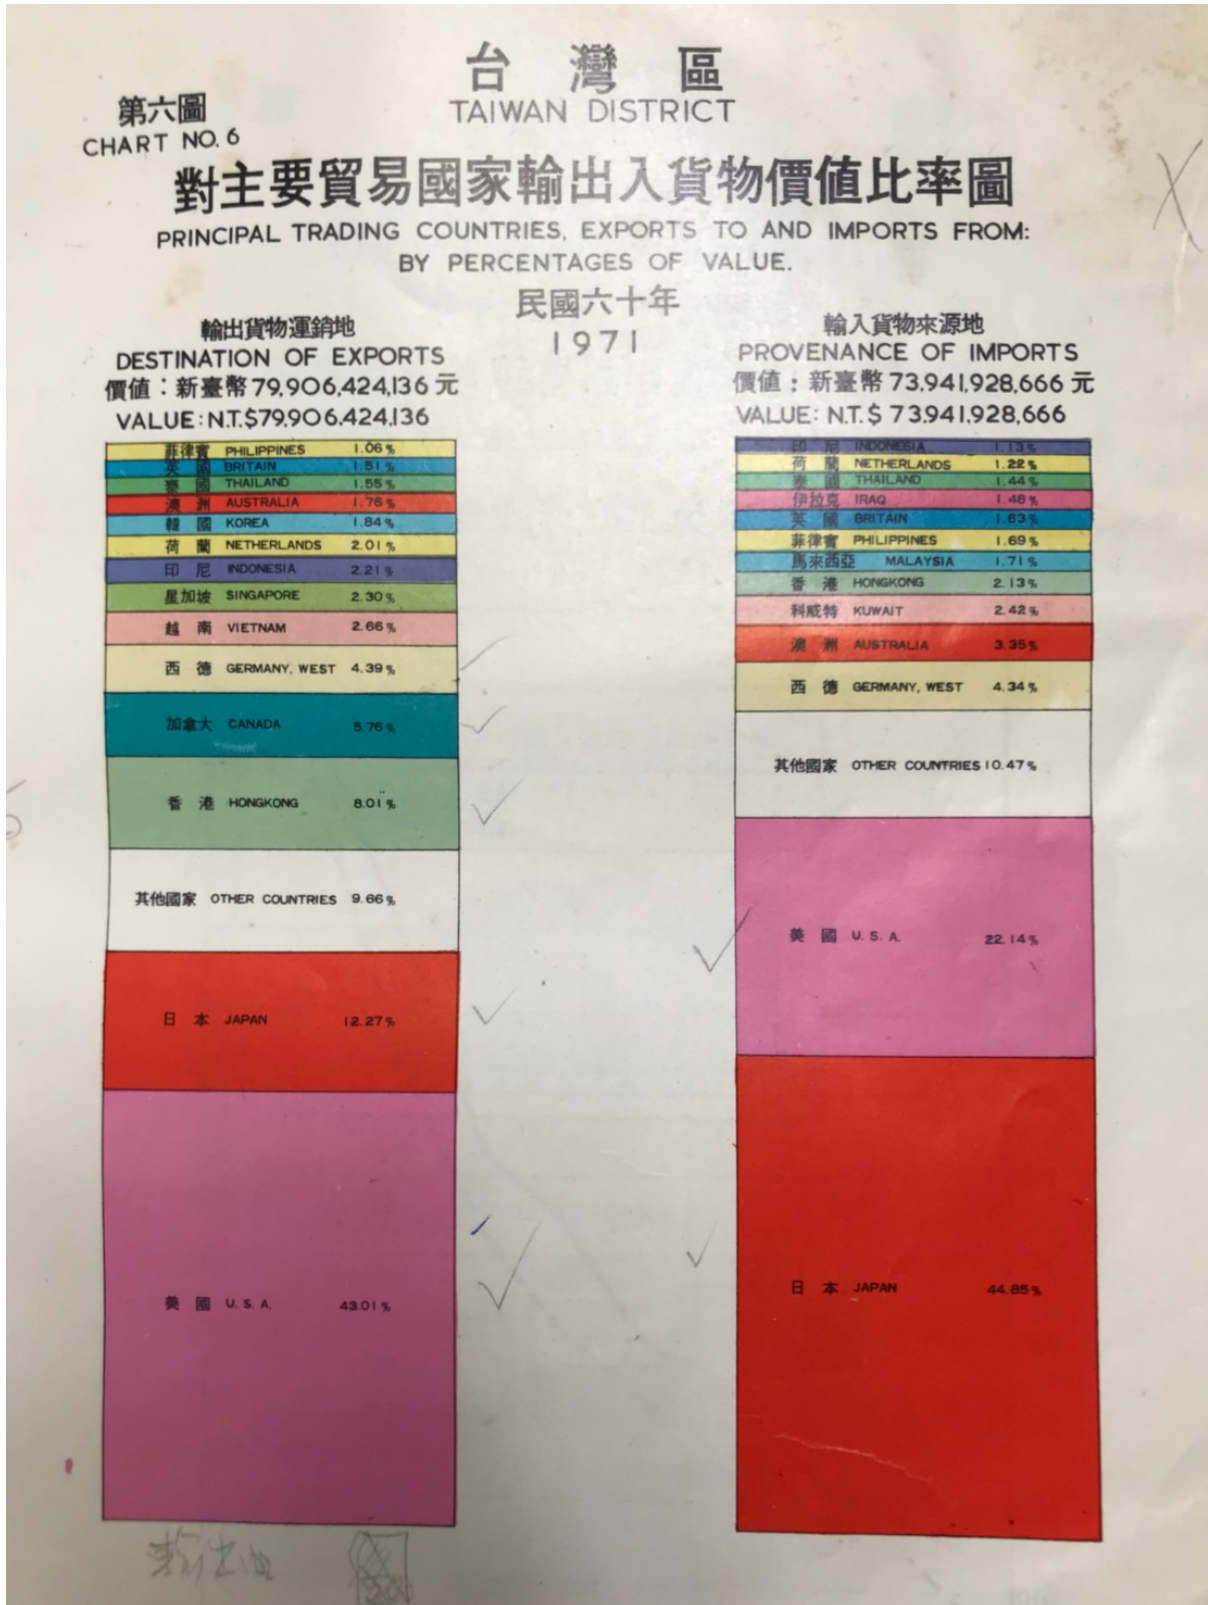 台灣區
TAIWAN DISTRICT
第六圖
CHART NO. 6
對主要貿易國家輸出入貨物價值比率圖
PRINCIPAL TRADING COUNTRIES, EXPORTS TO AND IMPORTS FROM:
BY PERCENTAGES OF VALUE.
民國六十年
1971
輸出貨物運銷地
DESTINATION OF EXPORTS
價值：新臺幣79,906,424,136元
VALUE: N.T.$79,906,424,136
菲律賓 PHILIPPINES 1.06%
英國 BRITAIN 1.51%
泰國 THAILAND 1.55%
澳洲 AUSTRALIA 1.76%
韓國 KOREA 1.84%
荷蘭 NETHERLANDS 2.01%
印尼 INDONESIA 2.21%
星加坡 SINGAPORE 2.30%
越南 VIETNAM 2.66%
西德 GERMANY, WEST 4.39%
加拿大 CANADA 5.76%
香港 HONGKONG 8.01%
其他國家 OTHER COUNTRIES 9.66%
日本 JAPAN 12.27%
美國 U.S.A. 43.01%
輸入貨物來源地
PROVENANCE OF IMPORTS
價值：新臺幣73,941,928,666元
VALUE: N.T.$ 73,941,928,666
印尼 INDONESIA 1.13%
荷蘭 NETHERLANDS 1.22%
泰國 THAILAND 1.44%
伊拉克 IRAQ 1.48%
英國 BRITAIN 1.63%
菲律賓 PHILIPPINES 1.69%
馬來西亞 MALAYSIA 1.71%
香港 HONGKONG 2.13%
科威特 KUWAIT 2.42%
澳洲 AUSTRALIA 3.35%
西德 GERMANY, WEST 4.34%
其他國家 OTHER COUNTRIES 10.47%
美國 U.S.A. 22.14%
日本 JAPAN 44.85%